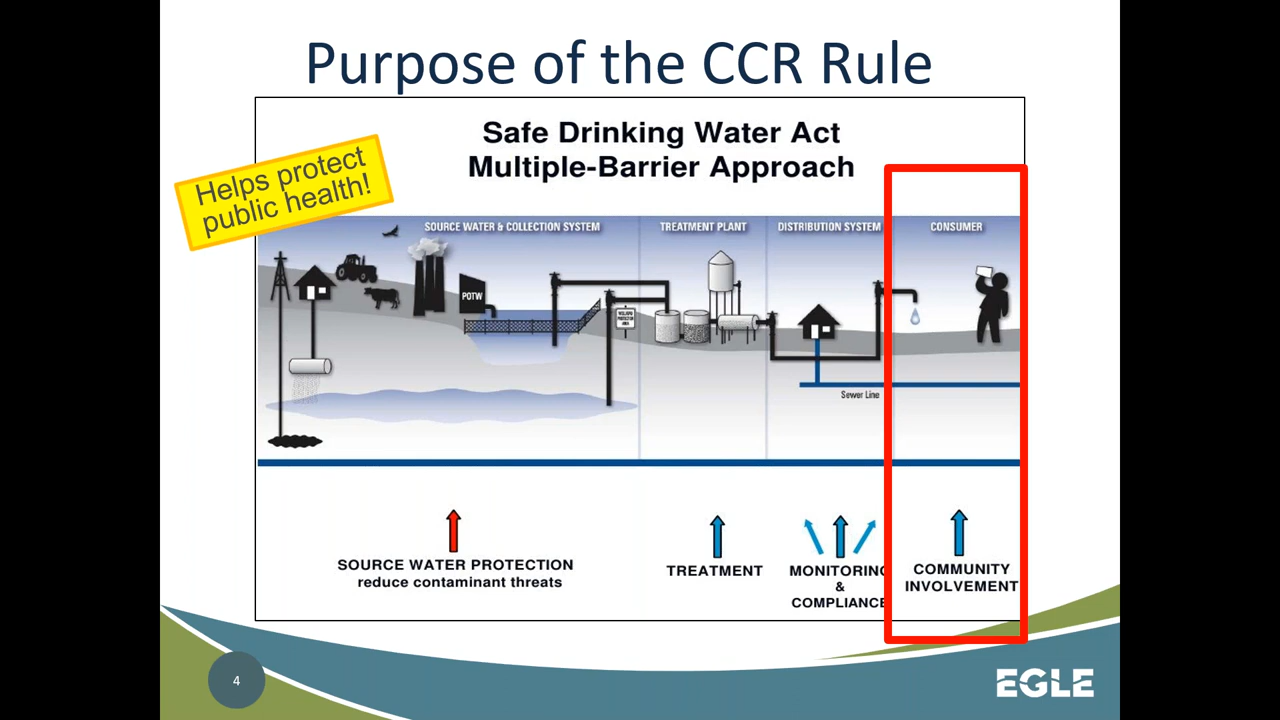 Purpose of the CCR Rule
Safe Drinking Water Act
Multiple-Barrier Approach
Helps protect
public health!
SOURCE WATER & COLLECTION SYSTEM
TREATMENT PLANT
DISTRIBUTION SYSTEM
CONSUMER
POTW
Sewer Line
SOURCE WATER PROTECTION
reduce contaminant threats
TREATMENT
MONITORING
&
COMPLIANCE
COMMUNITY
INVOLVEMENT
4
EGLE